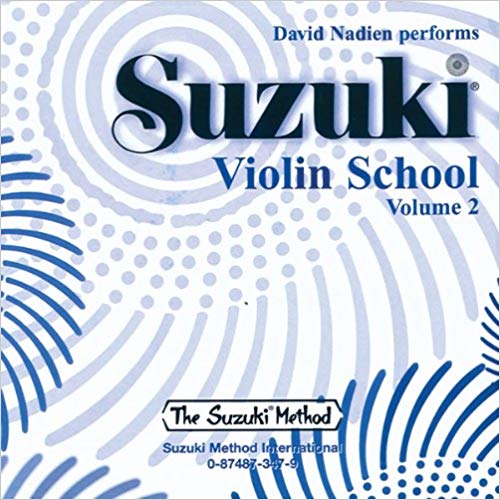 David Nadien performs
Suzuki®
Violin School
Volume 2
The Suzuki® Method
Suzuki Method International
0-87487-347-9